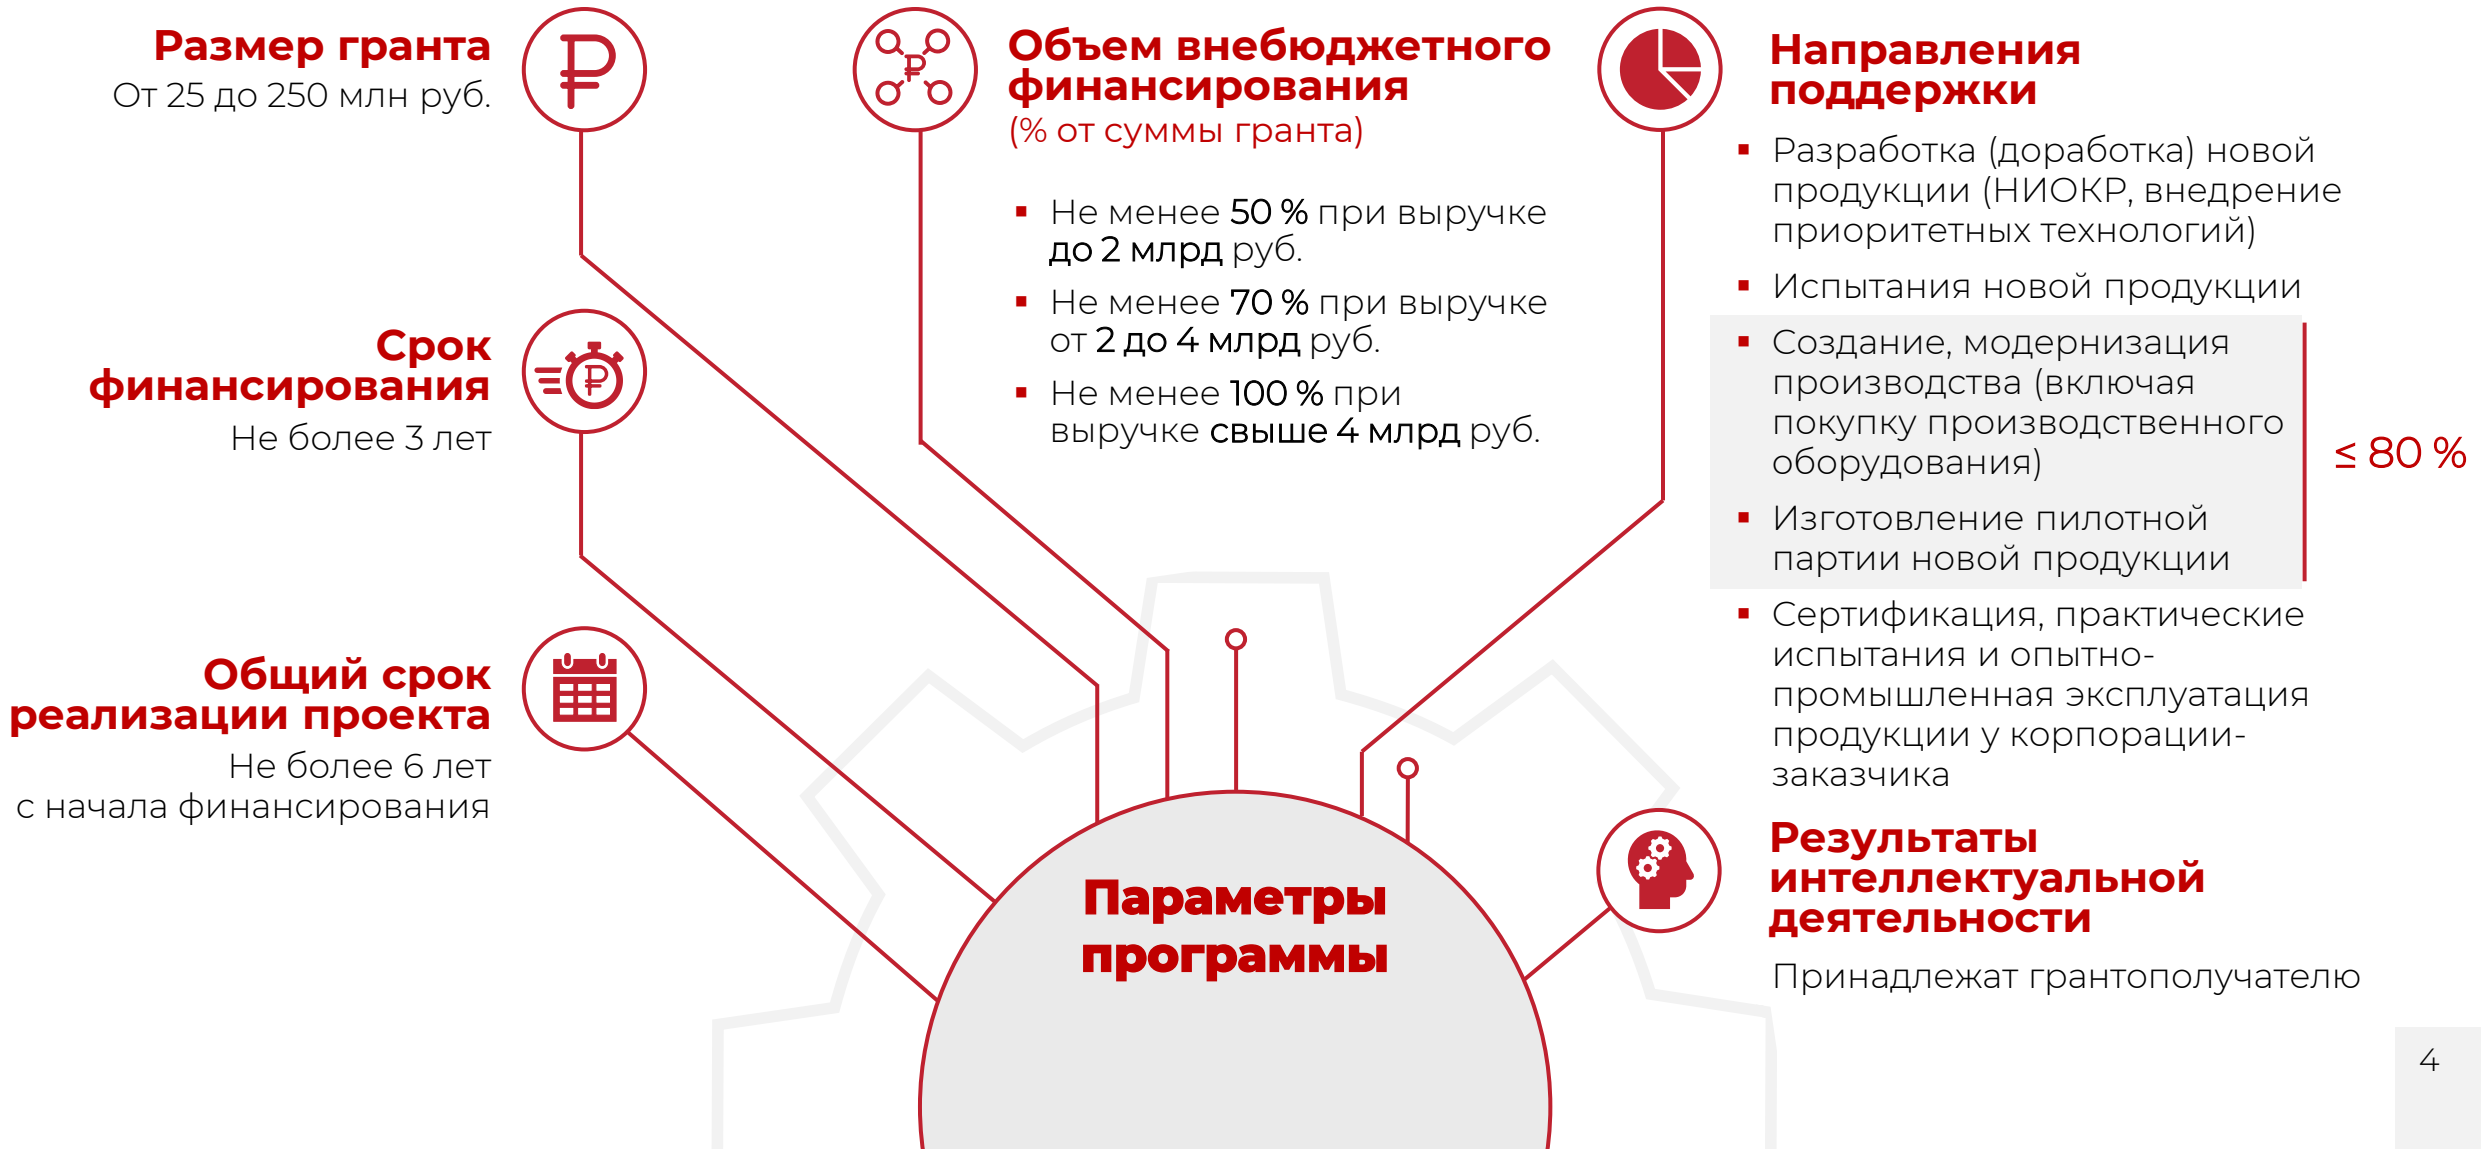 Размер гранта
От 25 до 250 млн руб.
Срок
финансирования
Не более 3 лет
Общий срок
реализации проекта
Не более 6 лет
с начала финансирования
Объем внебюджетного
финансирования
(% от суммы гранта)
▪ Не менее 50 % при выручке
до 2 млрд руб.
▪ Не менее 70 % при выручке
от 2 до 4 млрд руб.
▪ Не менее 100 % при
выручке свыше 4 млрд руб.
Направления
поддержки
▪ Разработка (доработка) новой
продукции (НИОКР, внедрение
приоритетных технологий)
▪ Испытания новой продукции
▪ Создание, модернизация
производства (включая
покупку производственного
оборудования)
▪ Изготовление пилотной
партии новой продукции
≤ 80 %
▪ Сертификация, практические
испытания и опытно-
промышленная эксплуатация
продукции у корпорации-
заказчика
Результаты
интеллектуальной
деятельности
Принадлежат грантополучателю
Параметры
программы
4